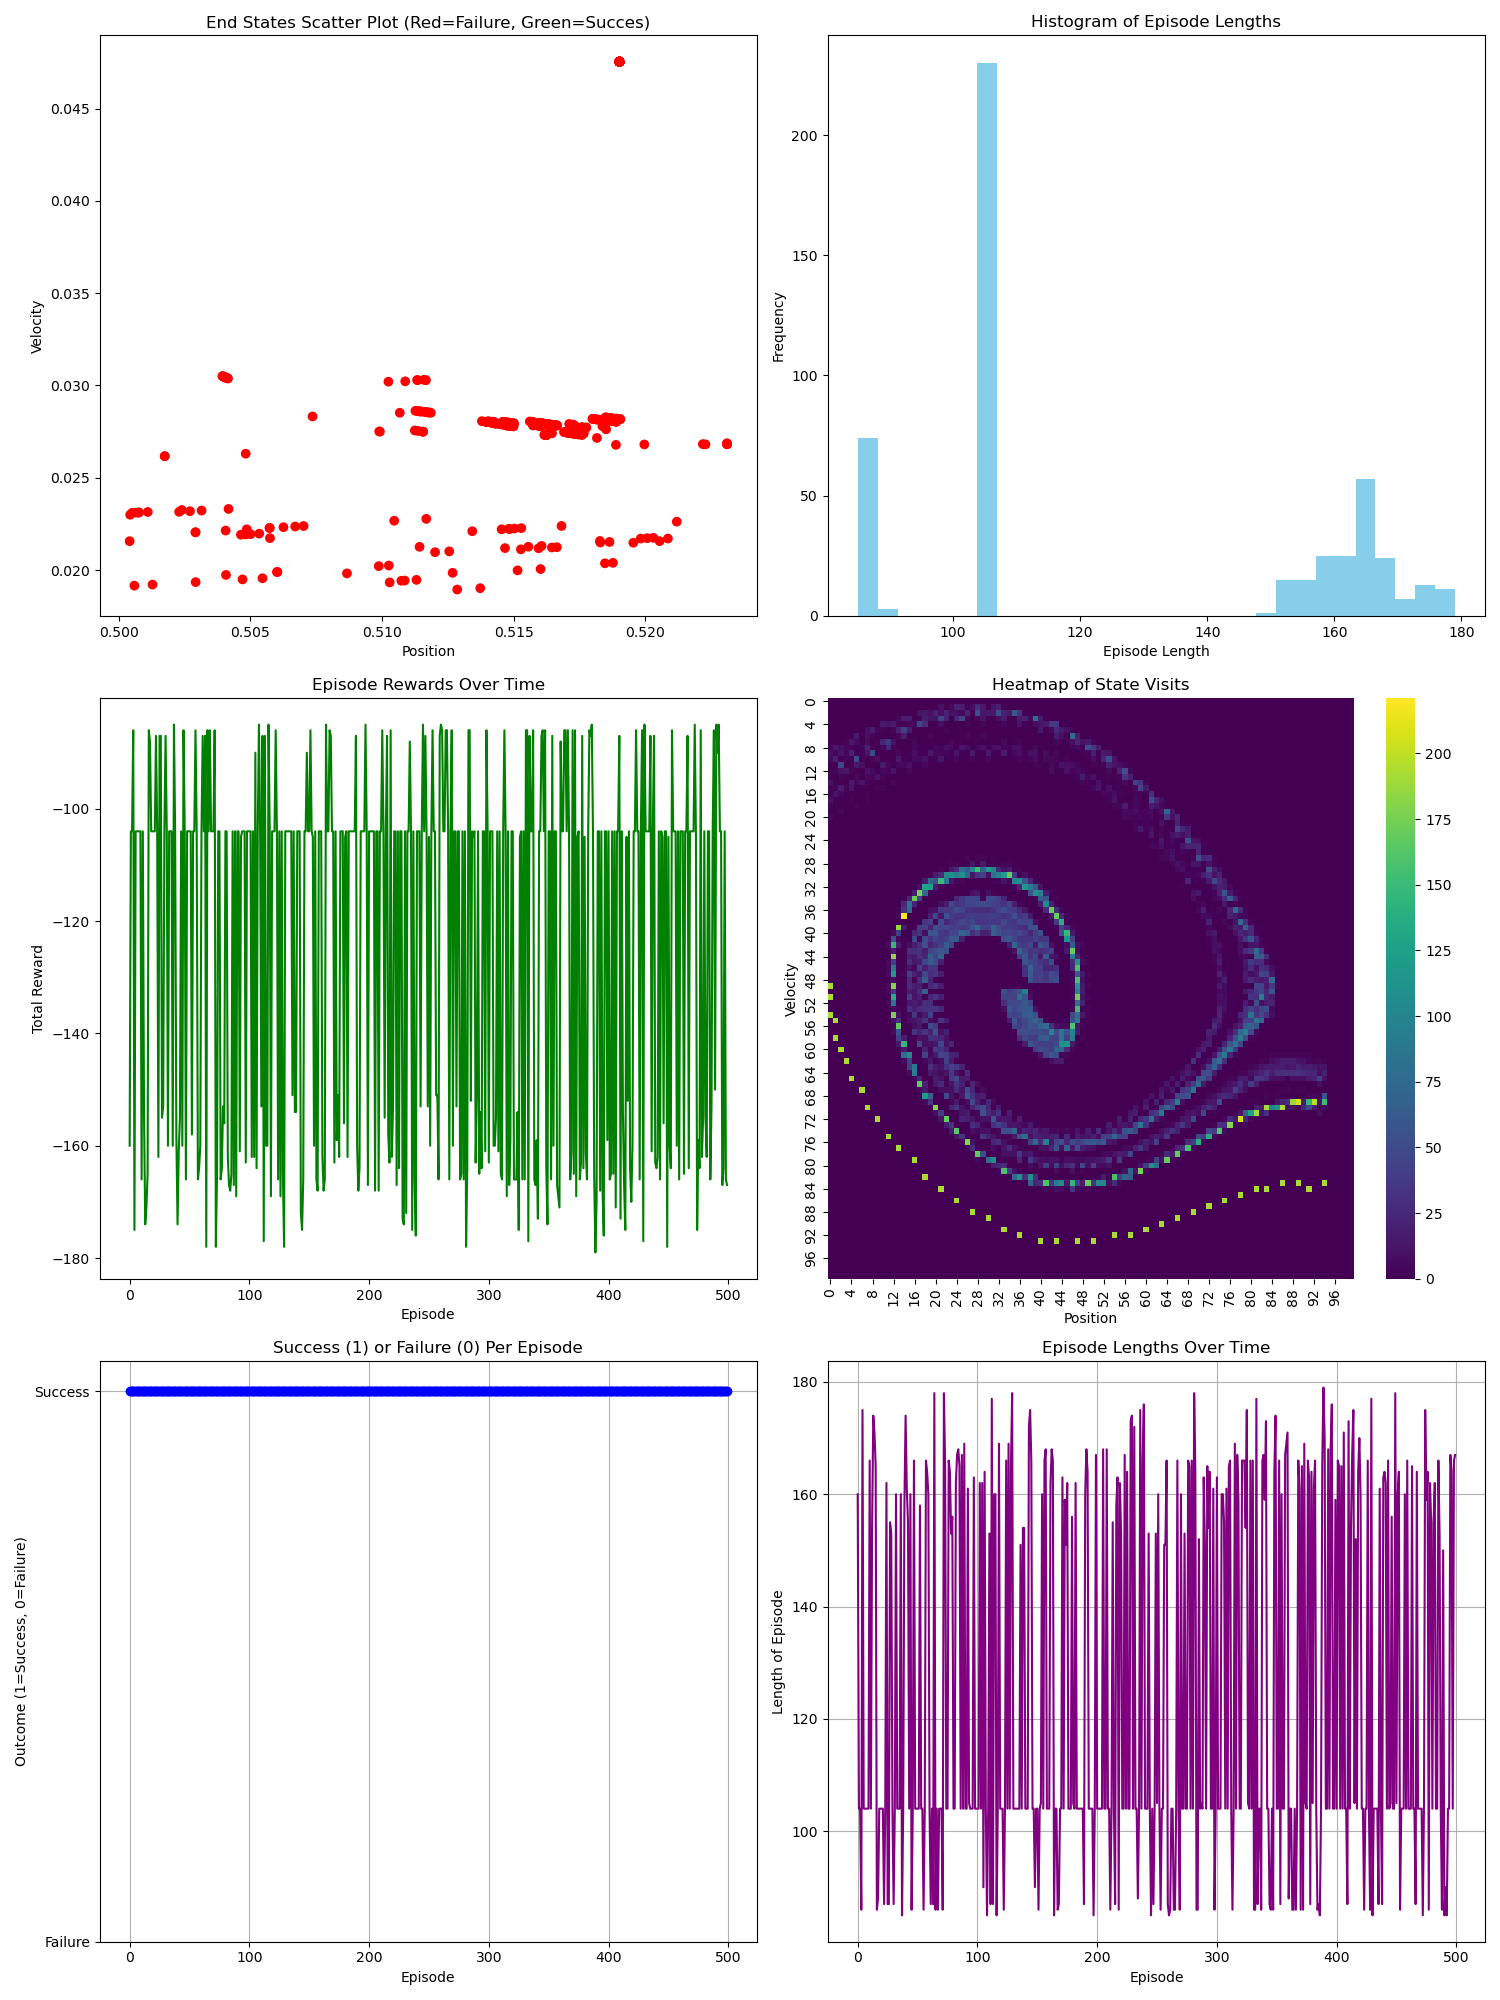 End States Scatter Plot (Red=Failure, Green=Succes)
0.045
0.040
0.035
0.030
0.025
0.020
Velocity
0.500 0.505 0.510 0.515 0.520
Position
Histogram of Episode Lengths
200
150
100
50
0
Frequency
100 120 140 160 180
Episode Length
Episode Rewards Over Time
−100
−120
−140
−160
−180
Total Reward
0 100 200 300 400 500
Episode
Heatmap of State Visits
0
4
8
12
16
20
24
28
32
36
40
44
48
52
56
60
64
68
72
76
80
84
88
92
96
Velocity
0 4 8 12 16 20 24 28 32 36 40 44 48 52 56 60 64 68 72 76 80 84 88 92 96
Position
200
175
150
125
100
75
50
25
0
Success (1) or Failure (0) Per Episode
Success
Failure
Outcome (1=Success, 0=Failure)
0 100 200 300 400 500
Episode
Episode Lengths Over Time
180
160
140
120
100
Length of Episode
0 100 200 300 400 500
Episode